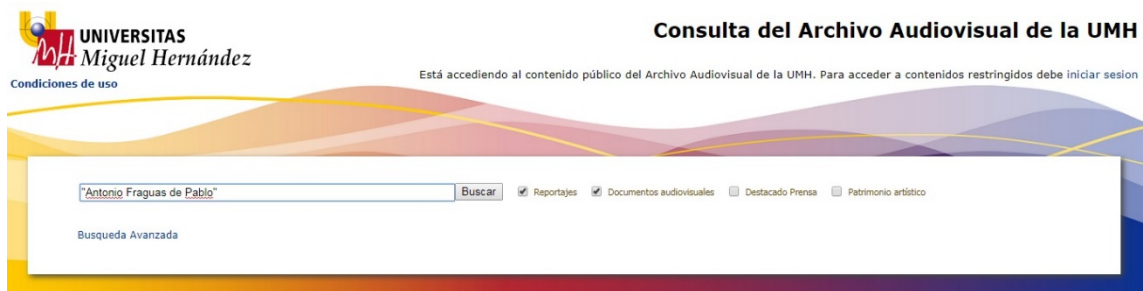 UNIVERSITAS
Miguel Hernández
Consulta del Archivo Audiovisual de la UMH
Condiciones de uso
Está accediendo al contenido público del Archivo Audiovisual de la UMH. Para acceder a contenidos restringidos debe iniciar sesion
"Antonio Fraguas de Pablo" Buscar Reportajes Documentos audiovisuales Destacado Prensa Patrimonio artístico
Busqueda Avanzada